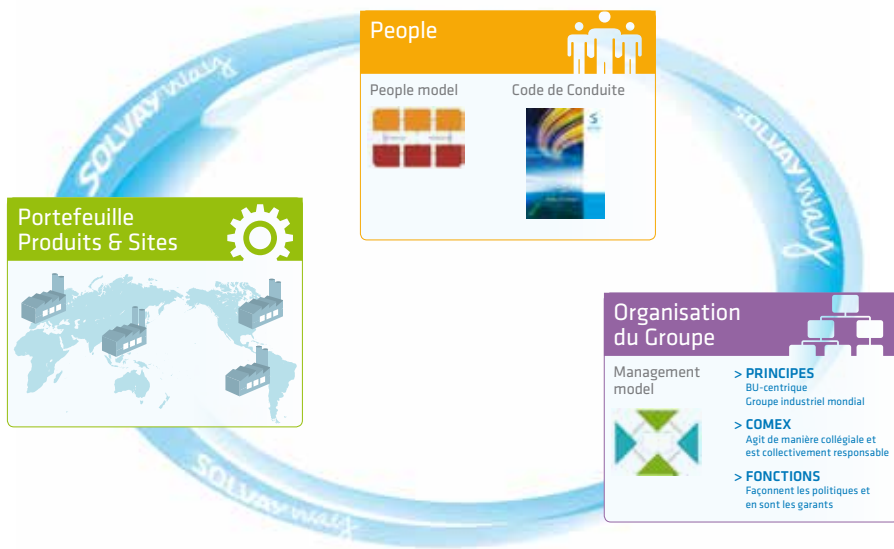 SOLVAY way
People
People model
Code de Conduite
SOLVAY way
Portefeuille
Produits & Sites
Organisation
du Groupe
Management
model
> PRINCIPES
BU-centrique
Groupe industriel mondial
> COMEX
Agit de manière collégiale et
est collectivement responsable
> FONCTIONS
Façonnent les politiques et
en sont les garants
SOLVAY way